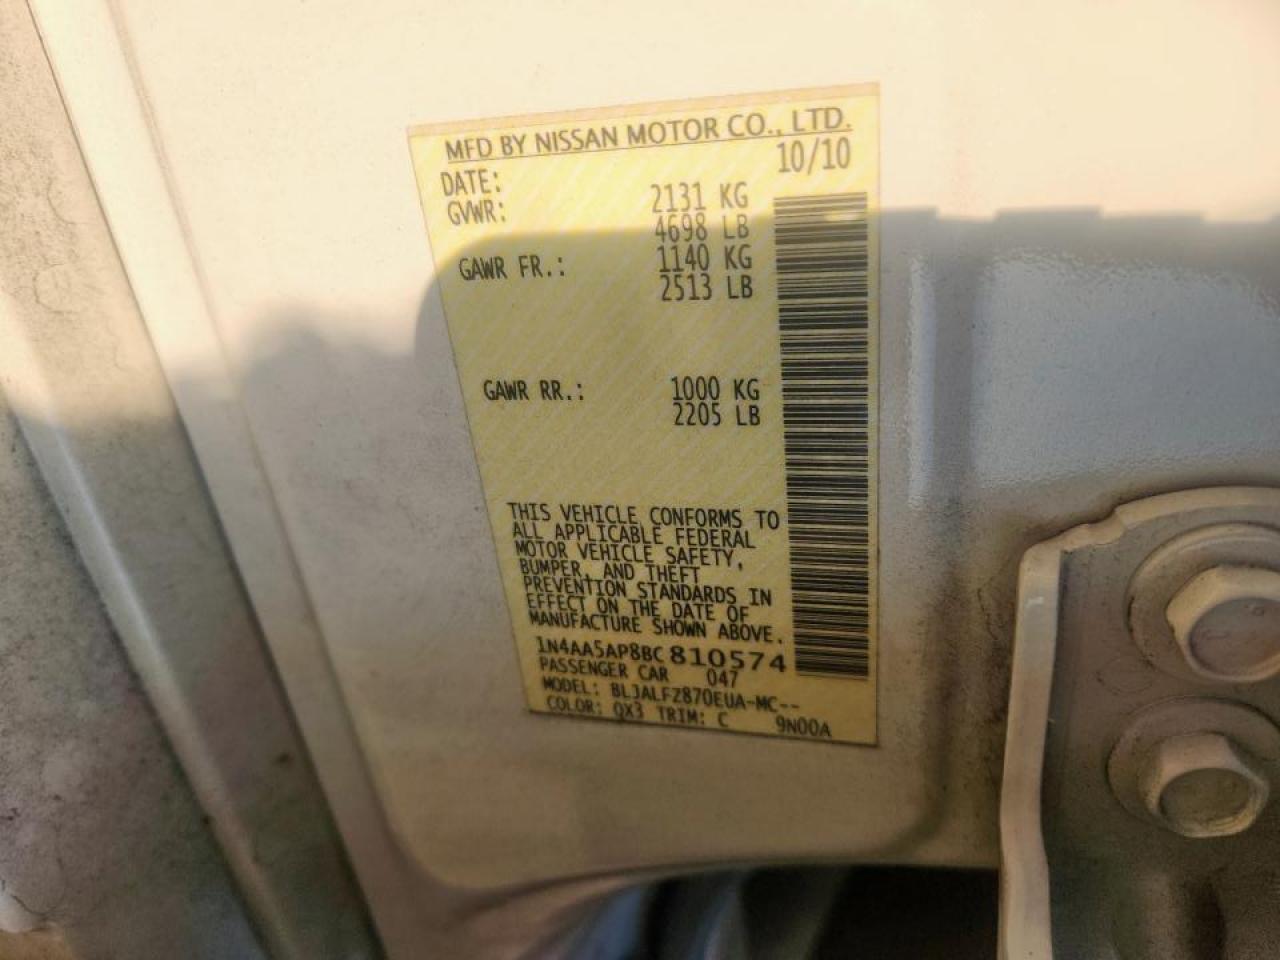 MFD BY NISSAN MOTOR CO., LTD.
DATE: 10/10
GVWR: 2131 KG
4698 LB
GAWR FR.: 1140 KG
2513 LB
GAWR RR.: 1000 KG
2205 LB
THIS VEHICLE CONFORMS TO
ALL APPLICABLE FEDERAL
MOTOR VEHICLE SAFETY,
BUMPER, AND THEFT
PREVENTION STANDARDS IN
EFFECT ON THE DATE OF
MANUFACTURE SHOWN ABOVE.
1N4AA5AP8BC810574
PASSENGER CAR 047
MODEL: BLJALFZ870EUA-MC--
COLOR: QX3 TRIM: C 9N00A